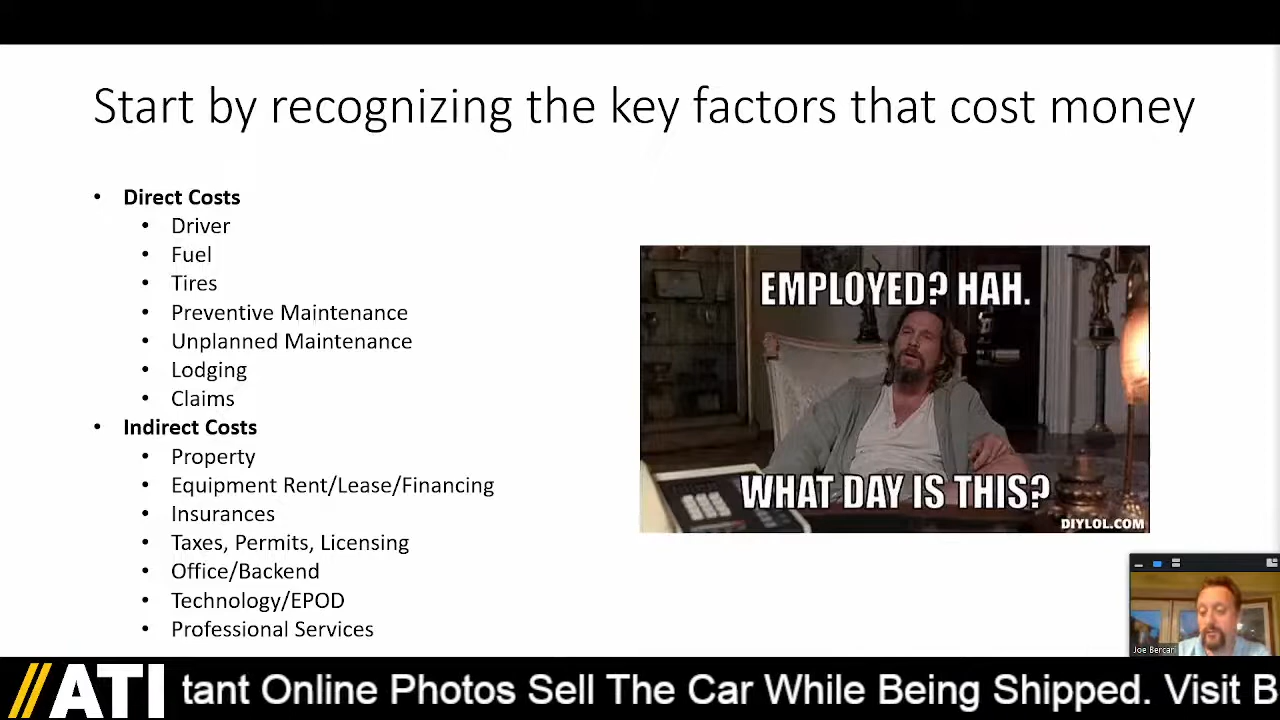 Start by recognizing the key factors that cost money
• Direct Costs
• Driver
• Fuel
• Tires
• Preventive Maintenance
• Unplanned Maintenance
• Lodging
• Claims
• Indirect Costs
• Property
• Equipment Rent/Lease/Financing
• Insurances
• Taxes, Permits, Licensing
• Office/Backend
• Technology/EPOD
• Professional Services
EMPLOYED? HAH.
WHAT DAY IS THIS?
DIYLOL.COM
Joe Bercan
//ATI
tant Online Photos Sell The Car While Being Shipped. Visit B